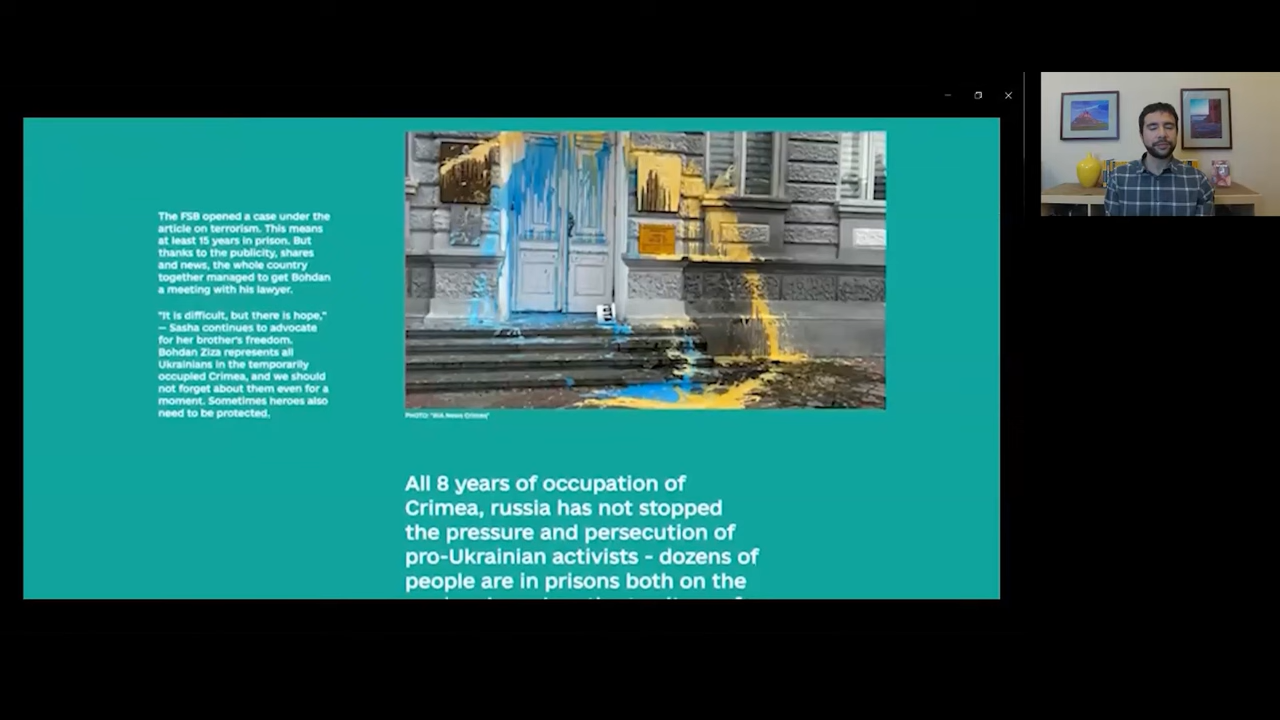 The FSB opened a case under the
article on terrorism. This means
at least 15 years in prison. But
thanks to the publicity, shares
and news, the whole country
together managed to get Bohdan
a meeting with his lawyer.
"It is difficult, but there is hope,"
— Sasha continues to advocate
for her brother's freedom.
Bohdan Ziza represents all
Ukrainians in the temporarily
occupied Crimea, and we should
not forget about them even for a
moment. Sometimes heroes also
need to be protected.
PHOTO:
All 8 years of occupation of
Crimea, russia has not stopped
the pressure and persecution of
pro-Ukrainian activists - dozens of
people are in prisons both on the